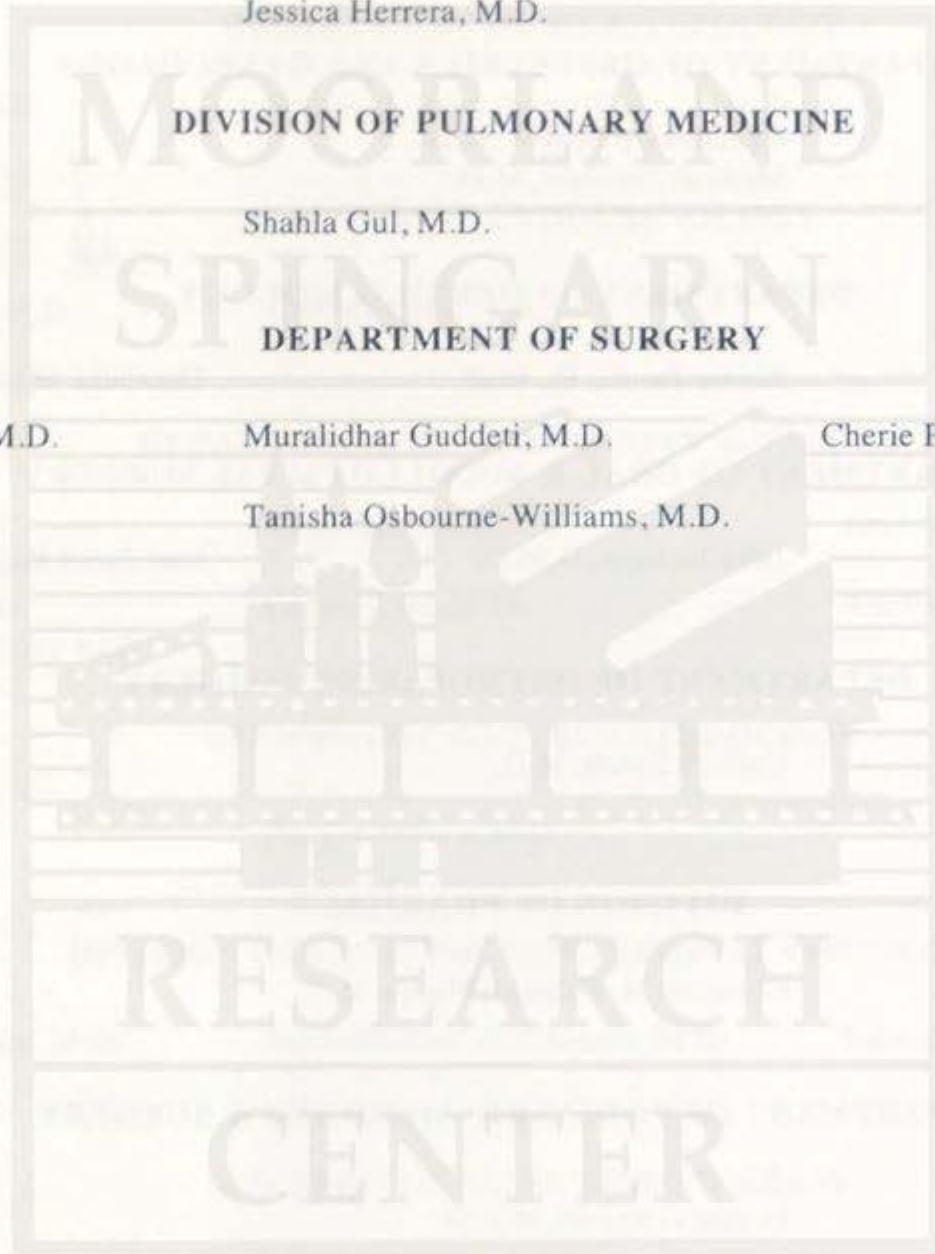 Jessica Herrera, M.D.
MOORLAND
DIVISION OF PULMONARY MEDICINE
Shahla Gul, M.D.
SPINGARN
DEPARTMENT OF SURGERY
M.D. Muralidhar Guddeti, M.D. Cherie
Tanisha Osbourne-Williams, M.D.
RESEARCH
CENTER